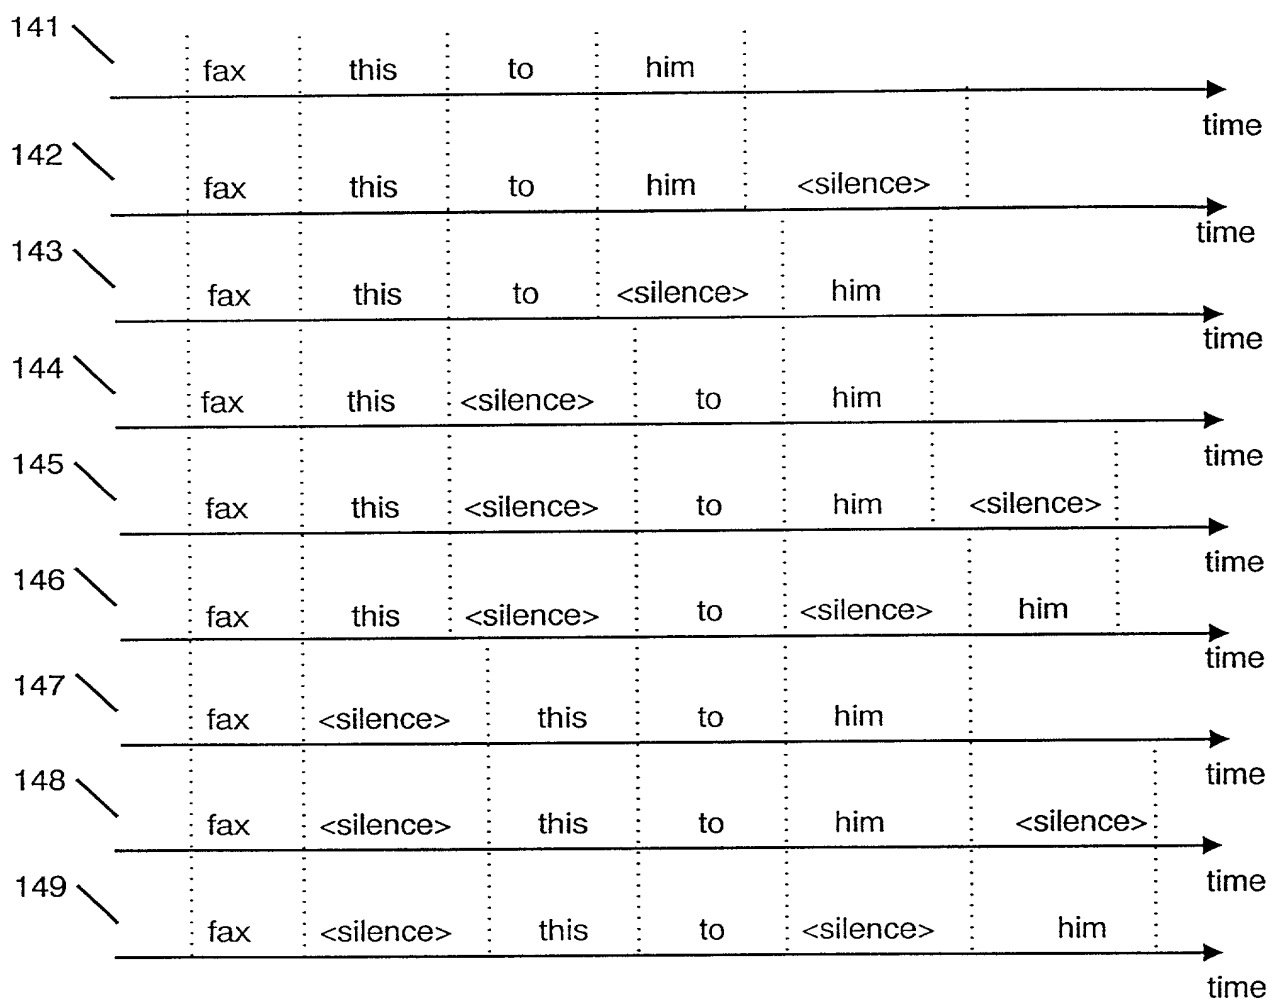 141
fax this to him
time
142
fax this to him <silence>
time
143
fax this to <silence> him
time
144
fax this <silence> to him
time
145
fax this <silence> to him <silence>
time
146
fax this <silence> to <silence> him
time
147
fax <silence> this to him
time
148
fax <silence> this to him <silence>
time
149
fax <silence> this to <silence> him
time